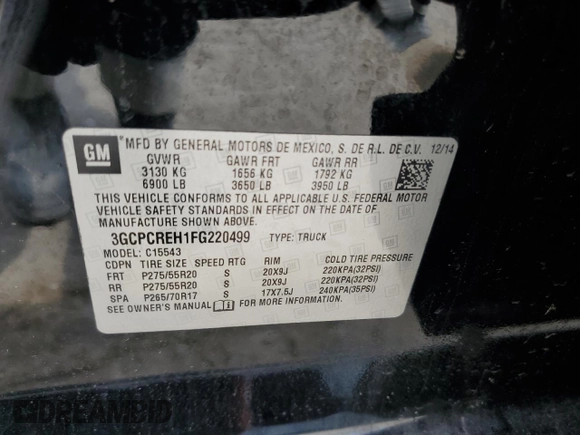 GM
*MFD BY GENERAL MOTORS DE MEXICO, S. DE R.L. DE C.V. 12/14
GVWR GAWR FRT GAWR RR
3130 KG 1656 KG 1792 KG
6900 LB 3650 LB 3950 LB
THIS VEHICLE CONFORMS TO ALL APPLICABLE U.S. FEDERAL MOTOR
VEHICLE SAFETY STANDARDS IN EFFECT ON THE DATE OF
MANUFACTURE SHOWN ABOVE.
3GCPCREH1FG220499 TYPE: TRUCK
MODEL: C15543
CDPN TIRE SIZE SPEED RTG RIM COLD TIRE PRESSURE
FRT P275/55R20 S 20X9J 220KPA(32PSI)
RR P275/55R20 S 20X9J 220KPA(32PSI)
SPA P265/70R17 S 17X7.5J 240KPA(35PSI)
SEE OWNER'S MANUAL FOR MORE INFORMATION
DREAMBID